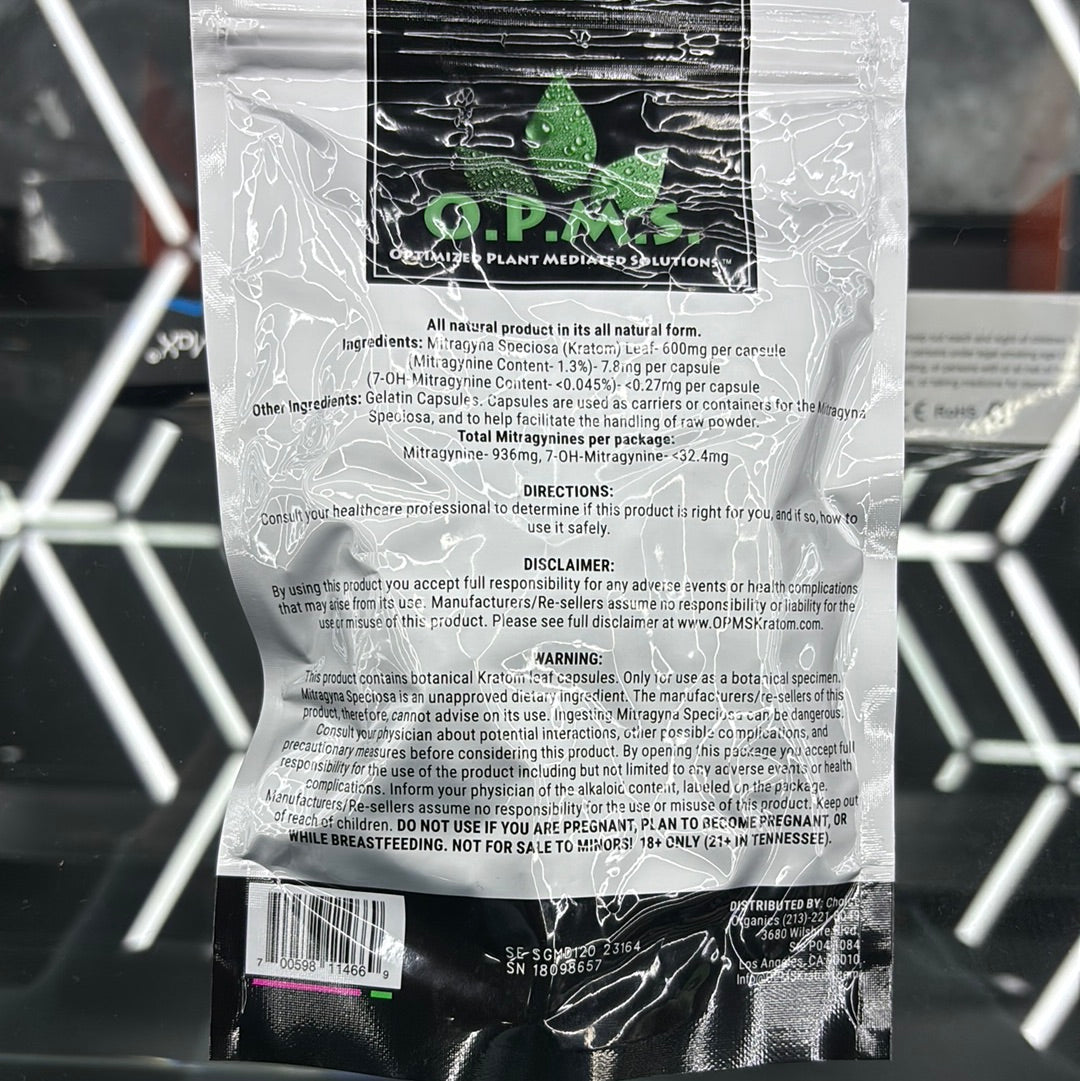 O.P.M.S.
OPTIMIZED PLANT MEDIATED SOLUTIONS™
All natural product in its all natural form.
Ingredients: Mitragyna Speciosa (Kratom) Leaf- 600mg per capsule
(Mitragynine Content- 1.3%)- 7.8mg per capsule
(7-OH-Mitragynine Content- <0.045%)- <0.27mg per capsule
Other Ingredients: Gelatin Capsules. Capsules are used as carriers or containers for the Mitragyna
Speciosa, and to help facilitate the handling of raw powder.
Total Mitragynines per package:
Mitragynine- 936mg, 7-OH-Mitragynine- <32.4mg
DIRECTIONS:
Consult your healthcare professional to determine if this product is right for you, and if so, how to
use it safely.
DISCLAIMER:
By using this product you accept full responsibility for any adverse events or health complications
that may arise from its use. Manufacturers/Re-sellers assume no responsibility or liability for the
use or misuse of this product. Please see full disclaimer at www.OPMSKratom.com.
WARNING:
This product contains botanical Kratom leaf capsules. Only for use as a botanical specimen.
Mitragyna Speciosa is an unapproved dietary ingredient. The manufacturers/re-sellers of this
product, therefore, cannot advise on its use. Ingesting Mitragyna Speciosa can be dangerous.
Consult your physician about potential interactions, other possible complications, and
precautionary measures before considering this product. By opening this package you accept full
responsibility for the use of the product including but not limited to any adverse events or health
complications. Inform your physician of the alkaloid content, labeled on the package.
Manufacturers/Re-sellers assume no responsibility for the use or misuse of this product. Keep out
of reach of children. DO NOT USE IF YOU ARE PREGNANT, PLAN TO BECOME PREGNANT, OR
WHILE BREASTFEEDING. NOT FOR SALE TO MINORS! 18+ ONLY (21+ IN TENNESSEE).
7 00598 11466 9
SE-SGMD120 23164
SN 18098657
DISTRIBUTED BY: Choice
Organics (213)-221
3680 Wilshire Blvd.
Los Angeles, CA
CE RoHS